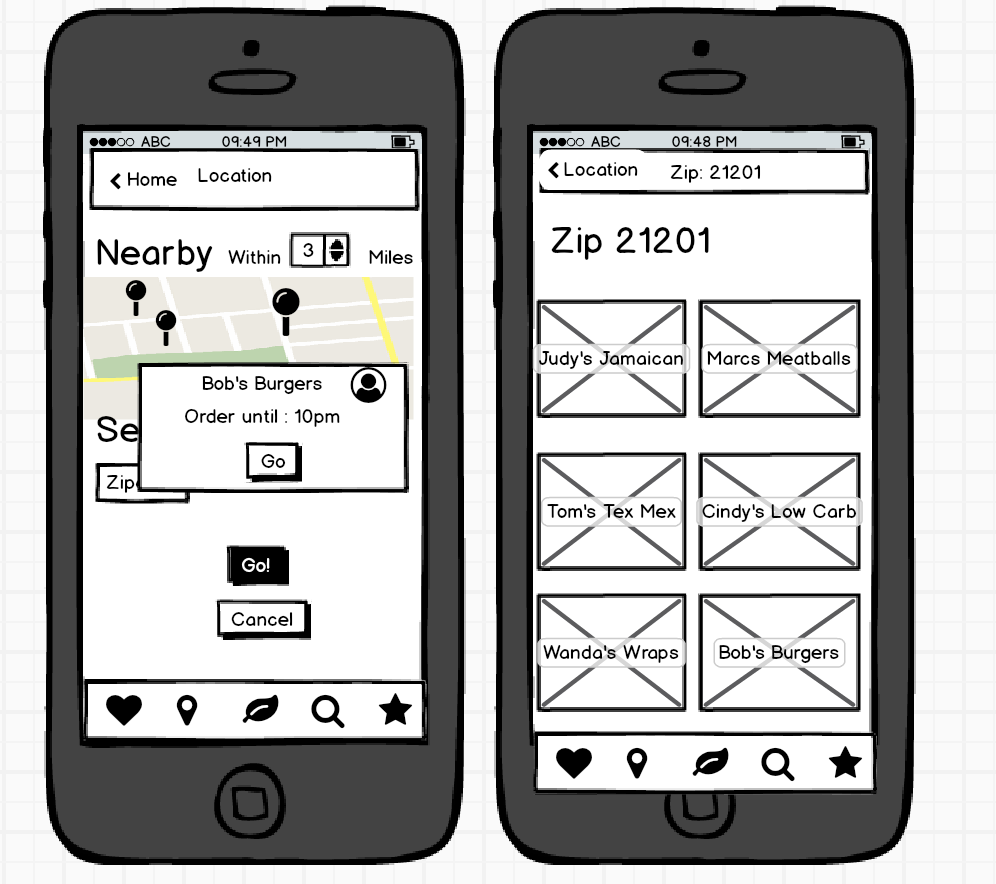 ABC 09:49 PM
Home Location
Nearby Within 3 Miles
Bob's Burgers
Order until : 10pm
Go
Se
Zip
Go!
Cancel
ABC 09:48 PM
Location Zip: 21201
Zip 21201
Judy's Jamaican Marcs Meatballs
Tom's Tex Mex Cindy's Low Carb
Wanda's Wraps Bob's Burgers